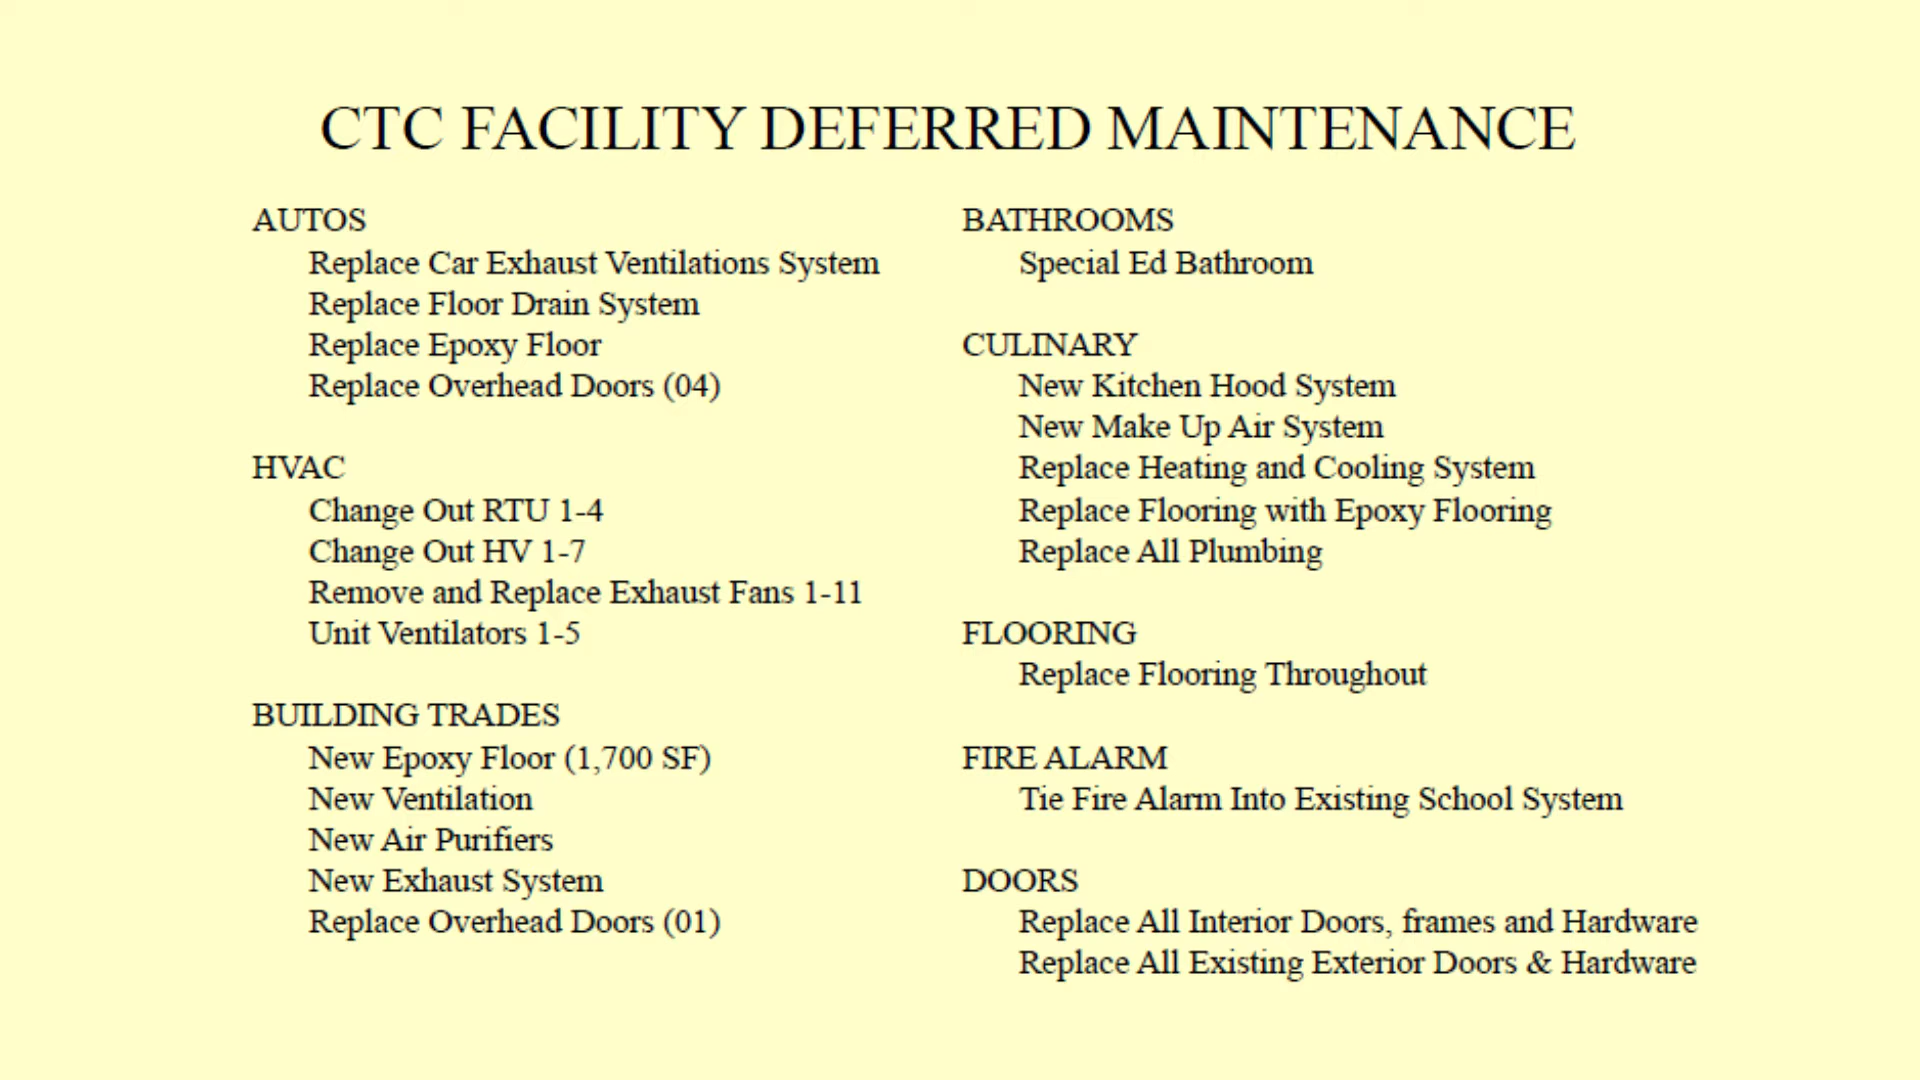 CTC FACILITY DEFERRED MAINTENANCE
AUTOS
Replace Car Exhaust Ventilations System
Replace Floor Drain System
Replace Epoxy Floor
Replace Overhead Doors (04)
HVAC
Change Out RTU 1-4
Change Out HV 1-7
Remove and Replace Exhaust Fans 1-11
Unit Ventilators 1-5
BUILDING TRADES
New Epoxy Floor (1,700 SF)
New Ventilation
New Air Purifiers
New Exhaust System
Replace Overhead Doors (01)
BATHROOMS
Special Ed Bathroom
CULINARY
New Kitchen Hood System
New Make Up Air System
Replace Heating and Cooling System
Replace Flooring with Epoxy Flooring
Replace All Plumbing
FLOORING
Replace Flooring Throughout
FIRE ALARM
Tie Fire Alarm Into Existing School System
DOORS
Replace All Interior Doors, frames and Hardware
Replace All Existing Exterior Doors & Hardware